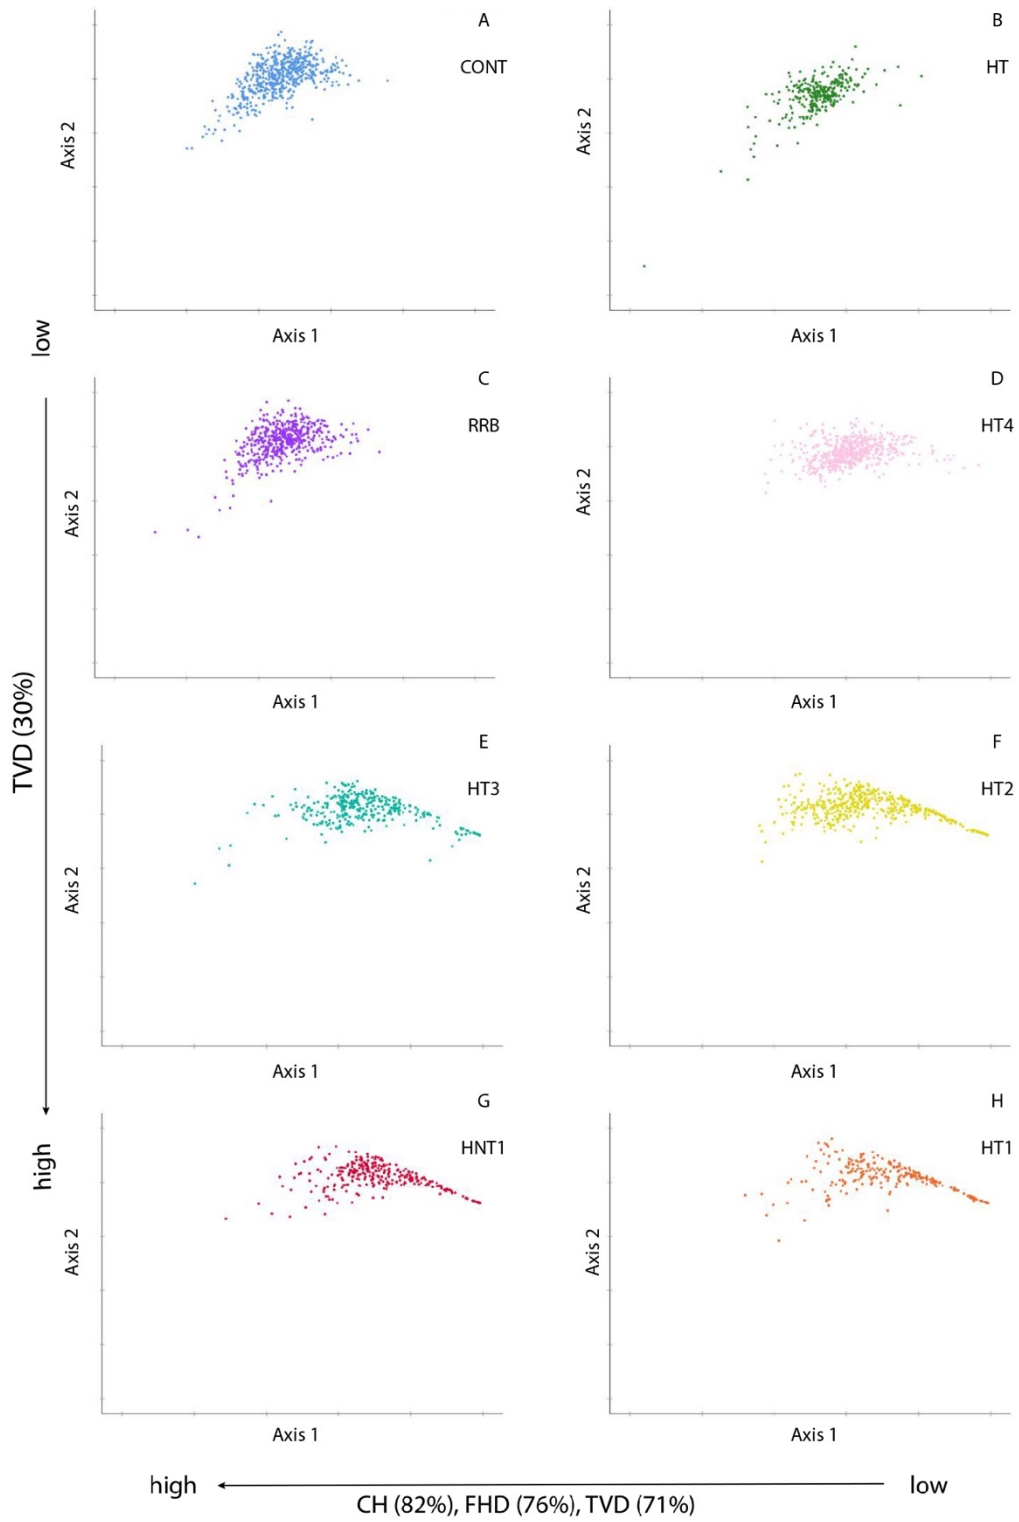 A
CONT
Axis 2
Axis 1
B
HT
Axis 2
Axis 1
C
RRB
Axis 2
Axis 1
D
HT4
Axis 2
Axis 1
E
HT3
Axis 2
Axis 1
F
HT2
Axis 2
Axis 1
G
HNT1
Axis 2
Axis 1
H
HT1
Axis 2
Axis 1
low
TVD (30%)
high
high
low
CH (82%), FHD (76%), TVD (71%)